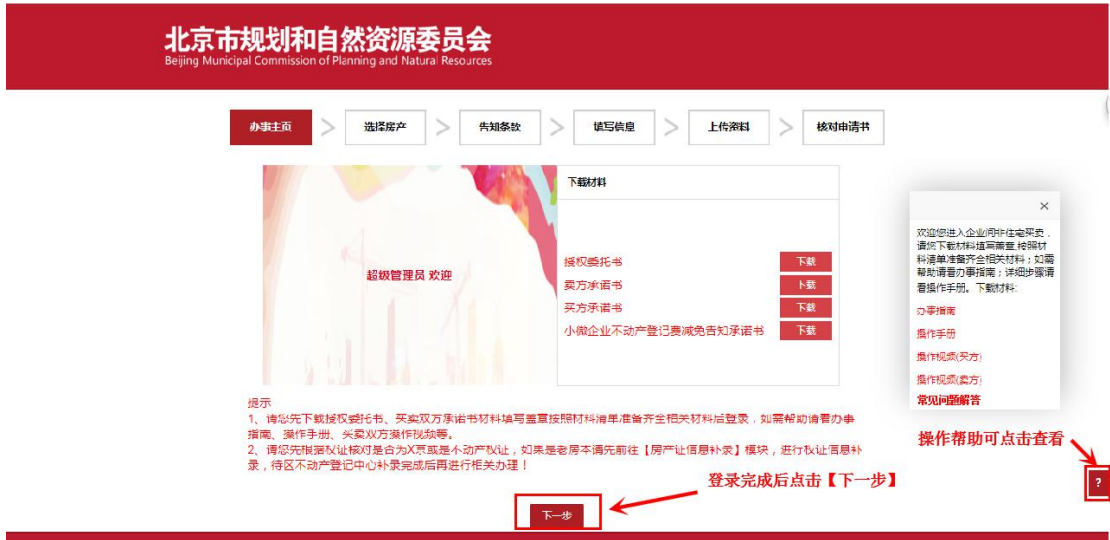 北京市规划和自然资源委员会
Beijing Municipal Commission of Planning and Natural Resources
办事主页
选择房产
告知条款
填写信息
上传资料
核对申请书
下载材料
超级管理员 欢迎
授权委托书
下载
卖方承诺书
下载
买方承诺书
下载
小微企业不动产登记费减免告知承诺书
下载
×
欢迎您进入企业间非住宅买卖，
请您下载材料填写盖章,按照材
料清单准备齐全相关材料；如需
帮助请看办事指南；详细步骤请
看操作手册。下载材料:
办事指南
操作手册
操作视频(买方)
操作视频(卖方)
常见问题解答
提示
1、请您先下载授权委托书、买卖双方承诺书材料填写盖章按照材料清单准备齐全相关材料后登录，如需帮助请看办事
指南、操作手册、买卖双方操作视频等。
2、请您先根据权证核对是否为X京或是不动产权证，如果是老房本请先前往【房产证信息补录】模块，进行权证信息补
录，待区不动产登记中心补录完成后再进行相关办理！
操作帮助可点击查看
?
登录完成后点击【下一步】
下一步